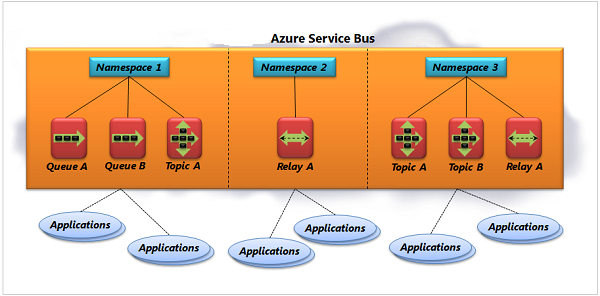 Azure Service Bus
Namespace 1
Namespace 2
Namespace 3
Queue A
Queue B
Topic A
Relay A
Topic A
Topic B
Relay A
Applications
Applications
Applications
Applications
Applications
Applications